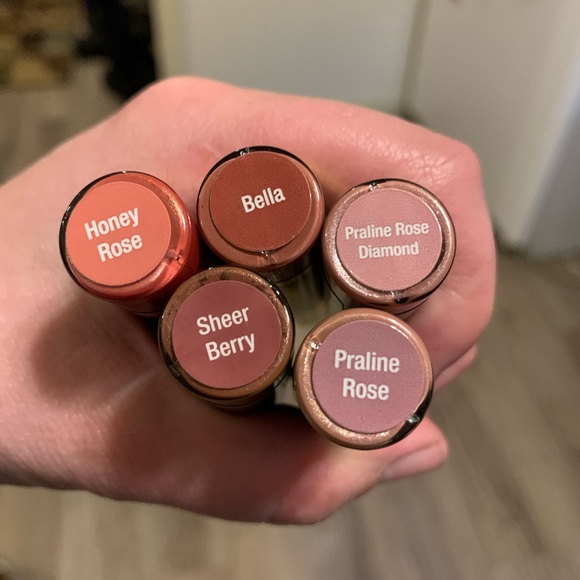 Honey
Rose
Bella
Praline Rose
Diamond
Sheer
Berry
Praline
Rose